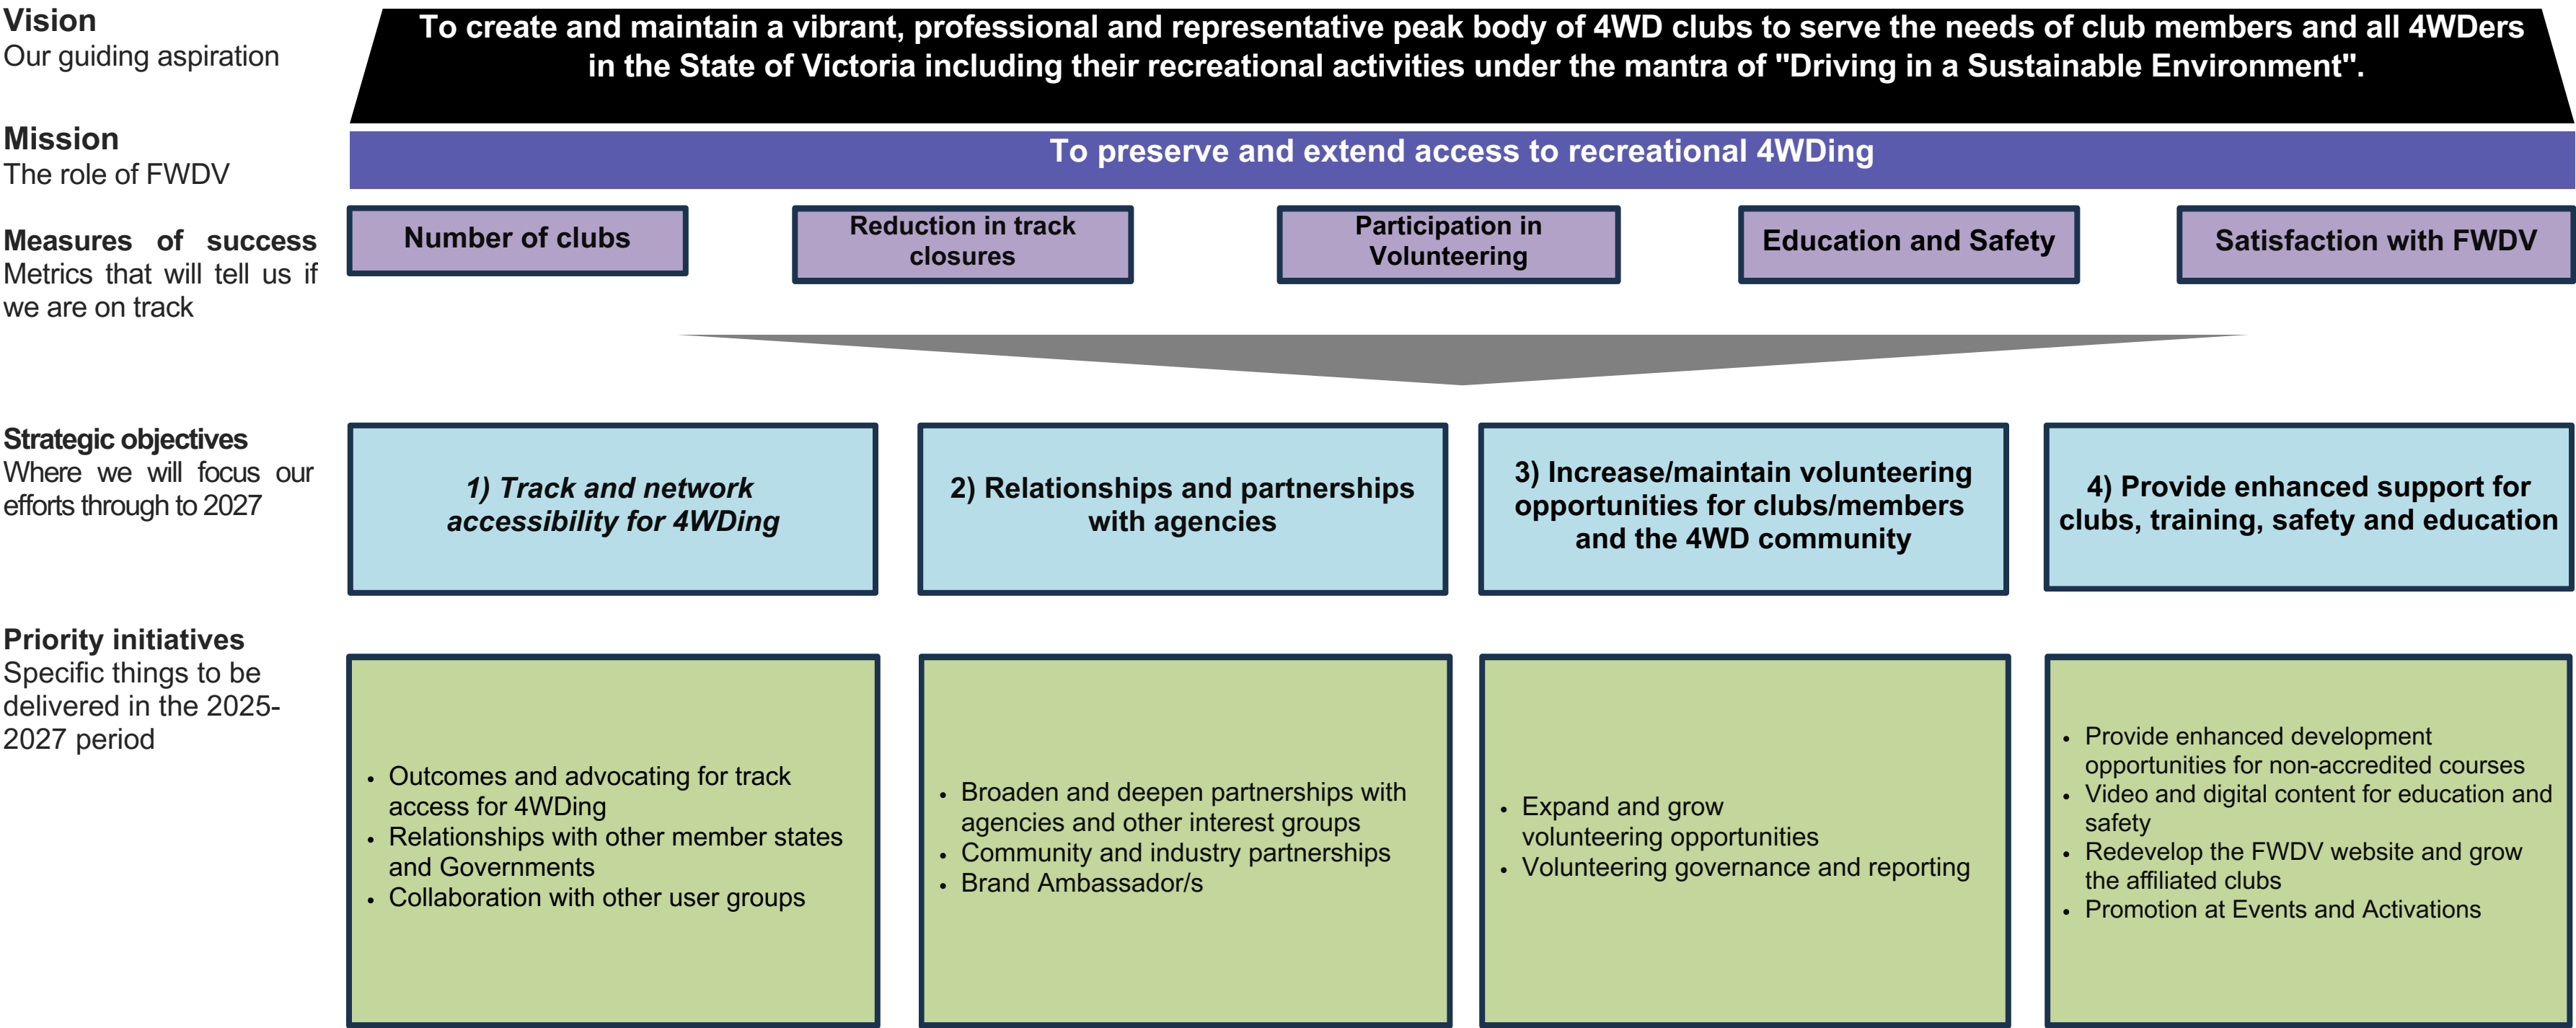 Vision
Our guiding aspiration
To create and maintain a vibrant, professional and representative peak body of 4WD clubs to serve the needs of club members and all 4WDers
in the State of Victoria including their recreational activities under the mantra of "Driving in a Sustainable Environment".
Mission
The role of FWDV
To preserve and extend access to recreational 4WDing
Measures of success
Metrics that will tell us if
we are on track
Number of clubs
Reduction in track
closures
Participation in
Volunteering
Education and Safety
Satisfaction with FWDV
Strategic objectives
Where we will focus our
efforts through to 2027
1) Track and network
accessibility for 4WDing
2) Relationships and partnerships
with agencies
3) Increase/maintain volunteering
opportunities for clubs/members
and the 4WD community
4) Provide enhanced support for
clubs, training, safety and education
Priority initiatives
Specific things to be
delivered in the 2025-
2027 period
• Outcomes and advocating for track
access for 4WDing
• Relationships with other member states
and Governments
• Collaboration with other user groups
• Broaden and deepen partnerships with
agencies and other interest groups
• Community and industry partnerships
• Brand Ambassador/s
• Expand and grow
volunteering opportunities
• Volunteering governance and reporting
• Provide enhanced development
opportunities for non-accredited courses
• Video and digital content for education and
safety
• Redevelop the FWDV website and grow
the affiliated clubs
• Promotion at Events and Activations